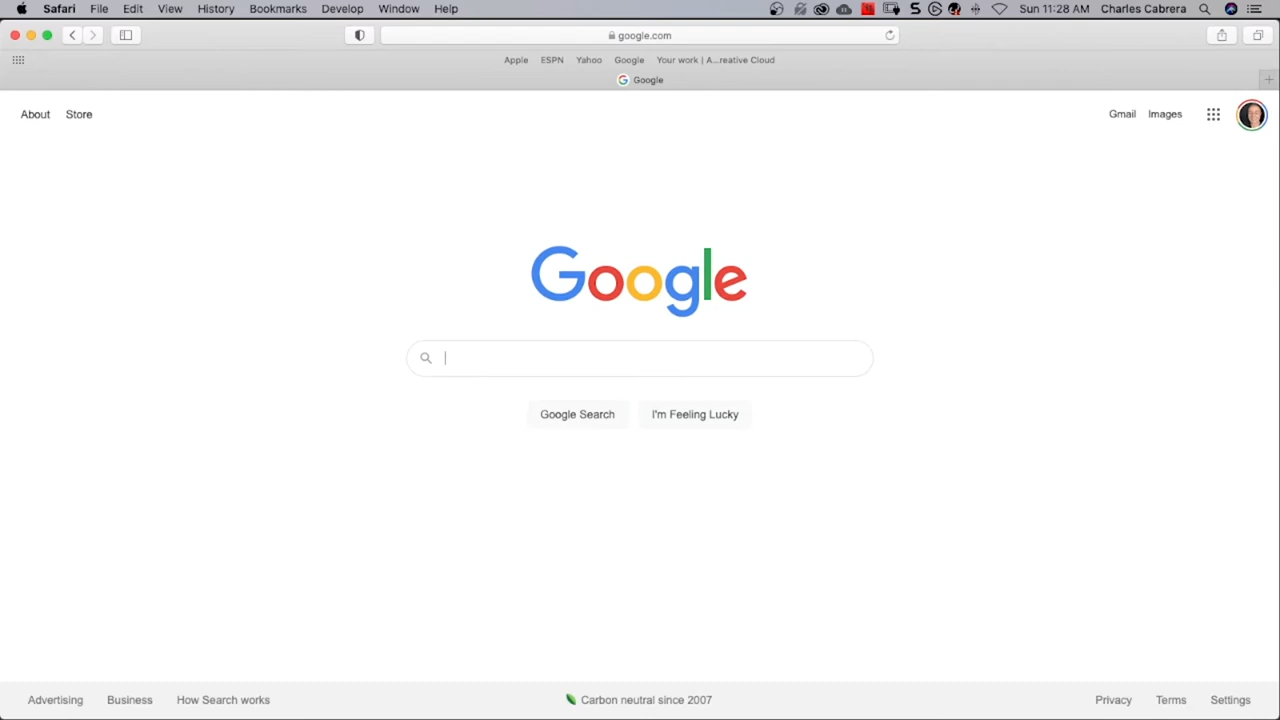 Safari File Edit View History Bookmarks Develop Window Help Sun 11:28 AM Charles Cabrera
google.com
Apple ESPN Yahoo Google Your work | A...reative Cloud
Google
About Store Gmail Images
Google
Google Search I'm Feeling Lucky
Advertising Business How Search works Carbon neutral since 2007 Privacy Terms Settings